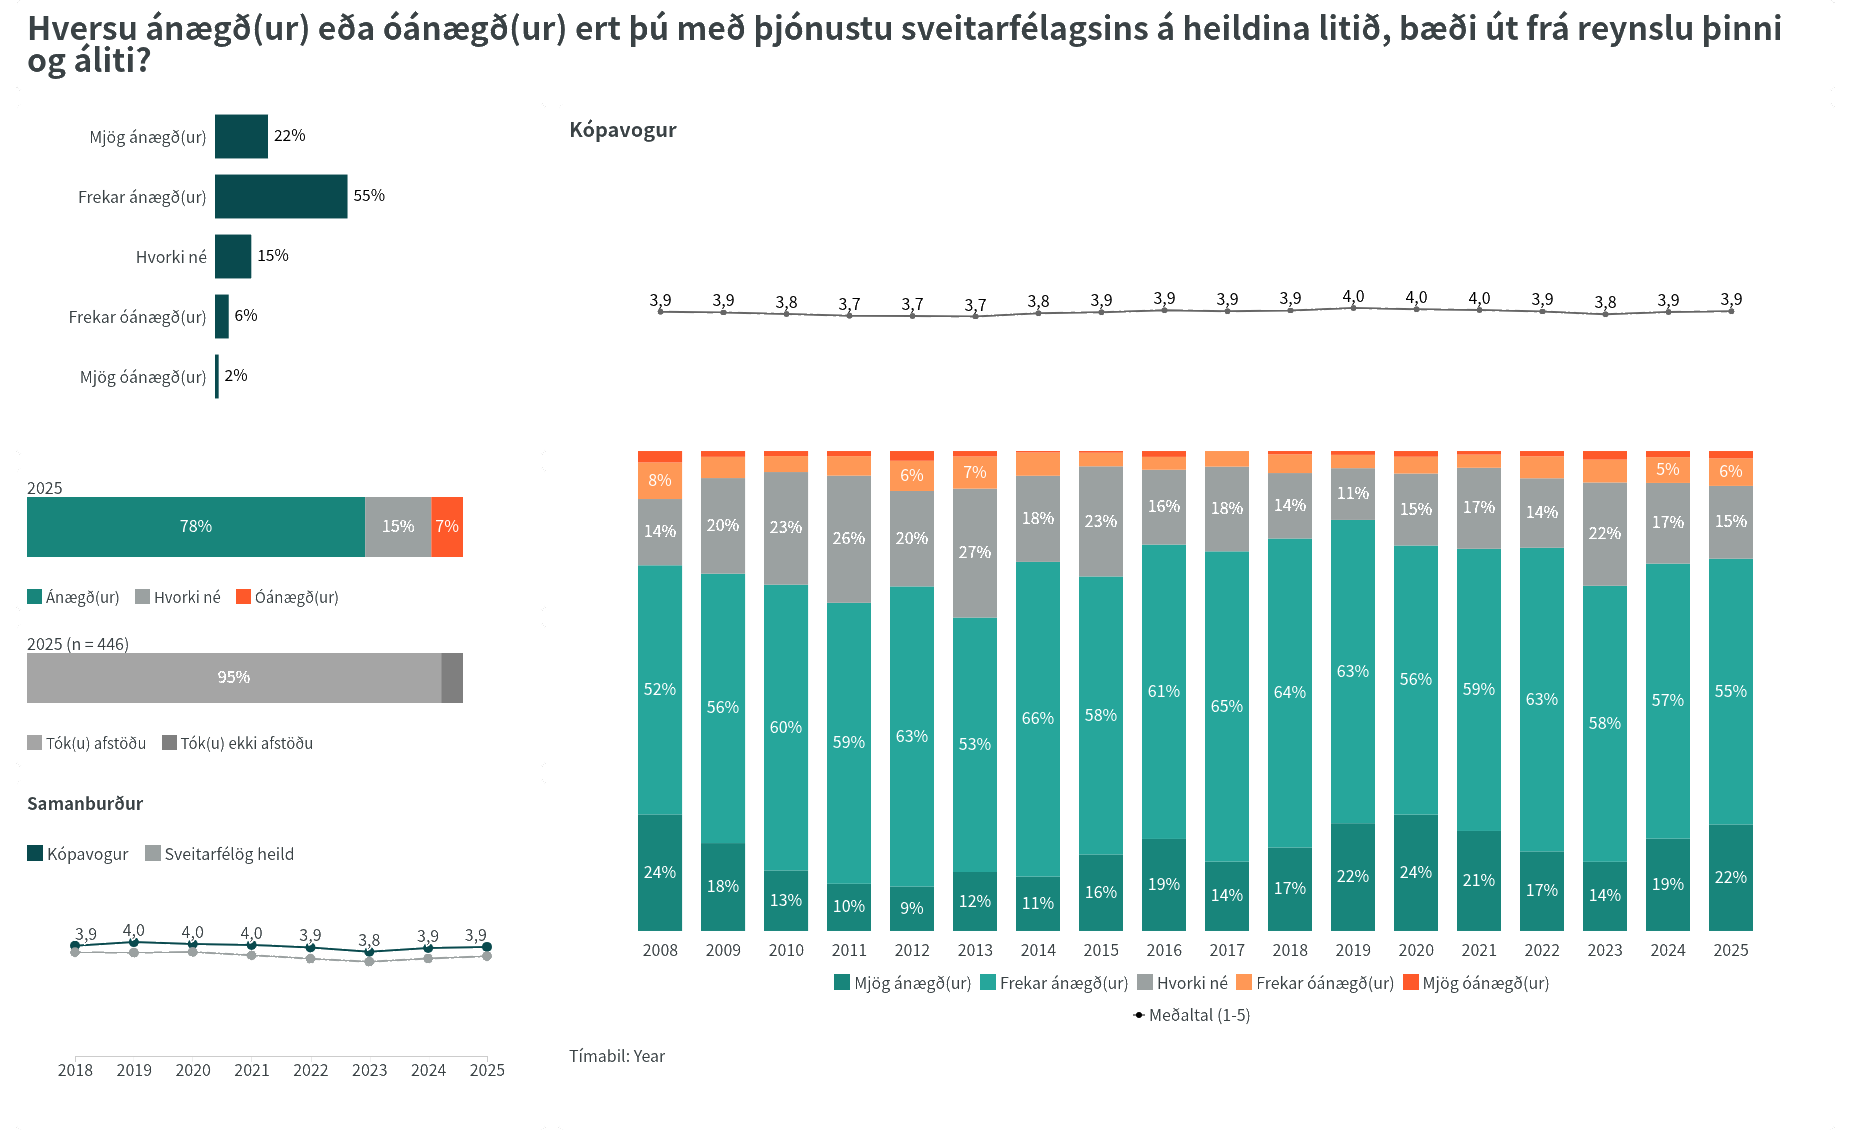 Hversu ánægð(ur) eða óánægð(ur) ert þú með þjónustu sveitarfélagsins á heildina litið, bæði út frá reynslu þinni
og áliti?
Mjög ánægð(ur) 22%
Frekar ánægð(ur) 55%
Hvorki né 15%
Frekar óánægð(ur) 6%
Mjög óánægð(ur) 2%
2025
78% 15% 7%
Ánægð(ur) Hvorki né Óánægð(ur)
2025 (n = 446)
95%
Tók(u) afstöðu Tók(u) ekki afstöðu
Samanburður
Kópavogur Sveitarfélög heild
3,9 4,0 4,0 4,0 3,9 3,8 3,9 3,9
2018 2019 2020 2021 2022 2023 2024 2025
Kópavogur
3,9 3,9 3,8 3,7 3,7 3,7 3,8 3,9 3,9 3,9 3,9 4,0 4,0 4,0 3,9 3,8 3,9 3,9
8% 6% 7% 5% 6%
14% 20% 23% 26% 20% 27% 18% 23% 16% 18% 14% 11% 15% 17% 14% 22% 17% 15%
52% 56% 60% 59% 63% 53% 66% 58% 61% 65% 64% 63% 56% 59% 63% 58% 57% 55%
24% 18% 13% 10% 9% 12% 11% 16% 19% 14% 17% 22% 24% 21% 17% 14% 19% 22%
2008 2009 2010 2011 2012 2013 2014 2015 2016 2017 2018 2019 2020 2021 2022 2023 2024 2025
Mjög ánægð(ur) Frekar ánægð(ur) Hvorki né Frekar óánægð(ur) Mjög óánægð(ur)
Meðaltal (1-5)
Tímabil: Year